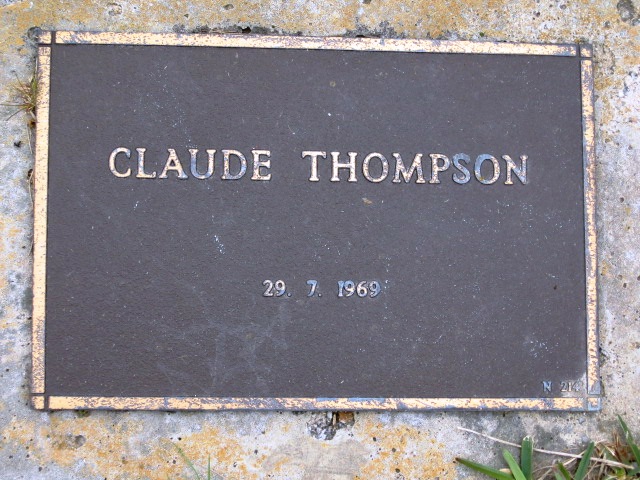 CLAUDE THOMPSON
29. 7. 1969
N